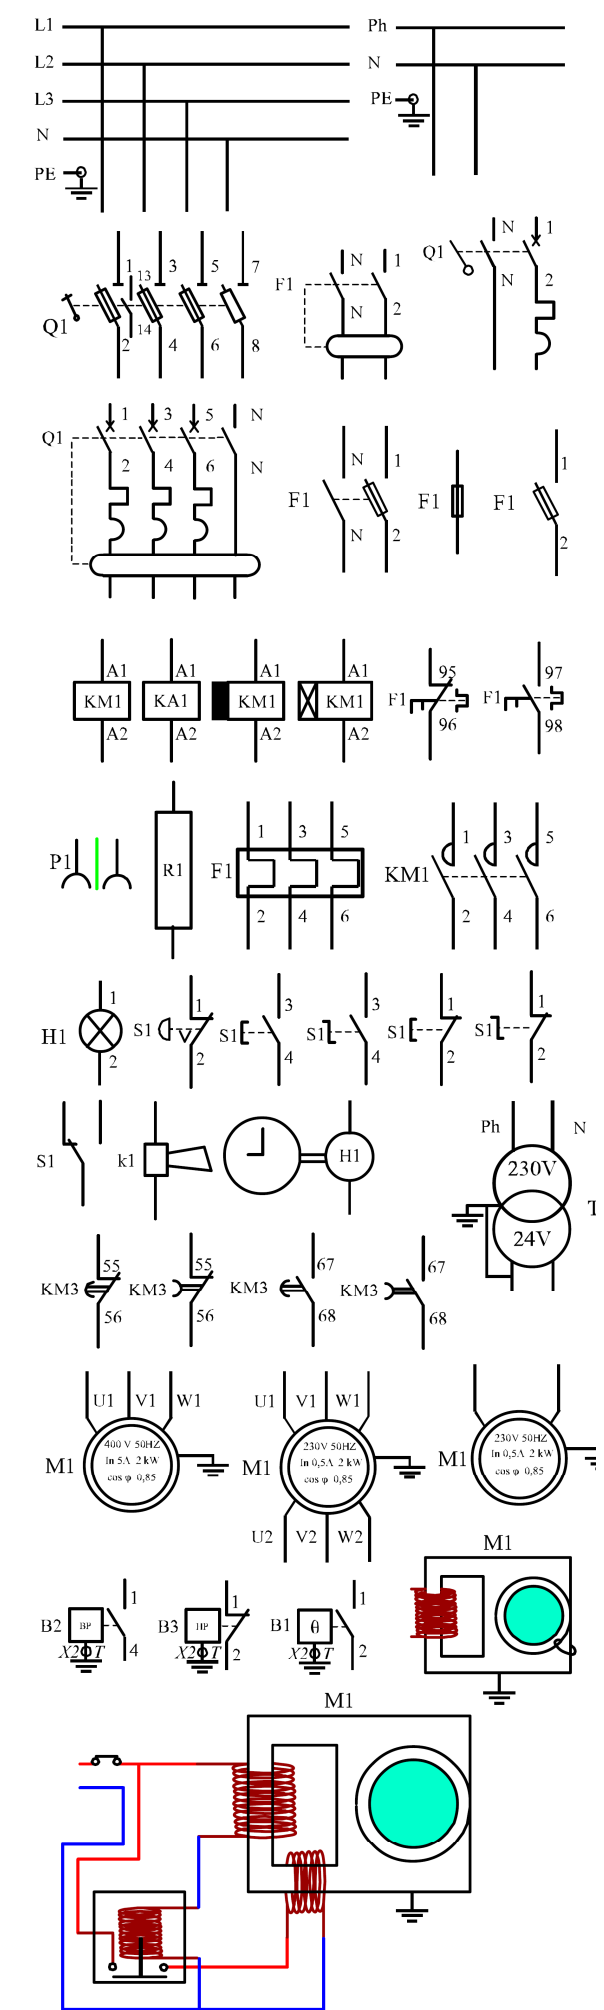 L1 Ph
L2 N
L3 PE
N
PE
Q1 1 13 3 5 7
14
2 4 6 8
F1 N 1
N 2
Q1 N 1
N 2
Q1 1 3 5 N
2 4 6 N
F1 N 1
N 2
F1
F1 1
2
A1 A1 A1 A1 95 97
KM1 KA1 KM1 KM1 F1 F1
A2 A2 A2 A2 96 98
P1 R1 F1 1 3 5 KM1 1 3 5
2 4 6 2 4 6
1 1 3 3 1 1
H1 S1 S1 S1 S1 S1
2 2 4 4 2 2
S1 k1 H1
Ph N
230V
T
24V
55 55 67 67
KM3 KM3 KM3 KM3
56 56 68 68
U1 V1 W1 U1 V1 W1
400 V 50HZ 230V 50HZ 230V 50HZ
M1 In 5A 2 kW M1 In 0,5A 2 kW M1 In 0,5A 2 kW
cos φ 0,85 cos φ 0,85 cos φ 0,85
U2 V2 W2
M1
1 1 1
B2 BP B3 HP B1 θ
X2 T 4 X2 T 2 X2 T 2
M1